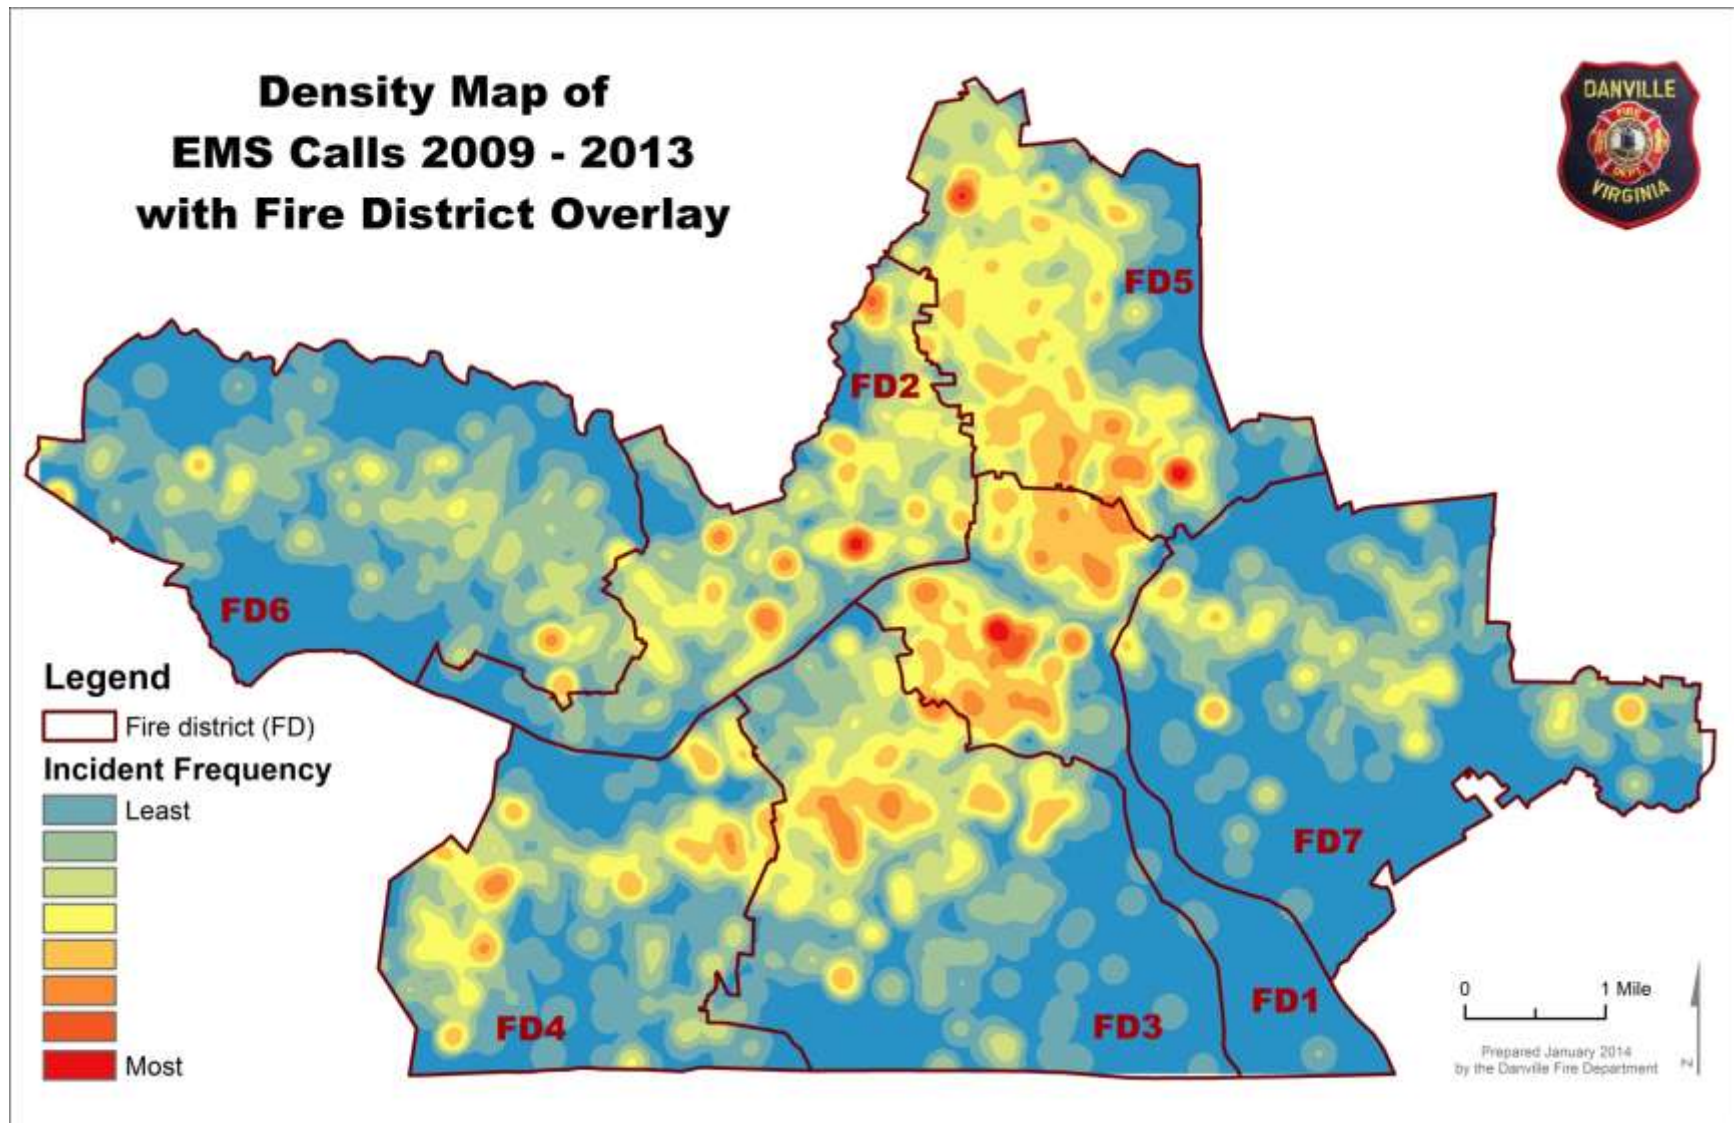 Density Map of
EMS Calls 2009 - 2013
with Fire District Overlay
DANVILLE
FIRE
DEPT.
VIRGINIA
FD5
FD2
FD6
FD7
FD4
FD3
FD1
Legend
Fire district (FD)
Incident Frequency
Least
Most
0 1 Mile
Prepared January 2014
by the Danville Fire Department
N